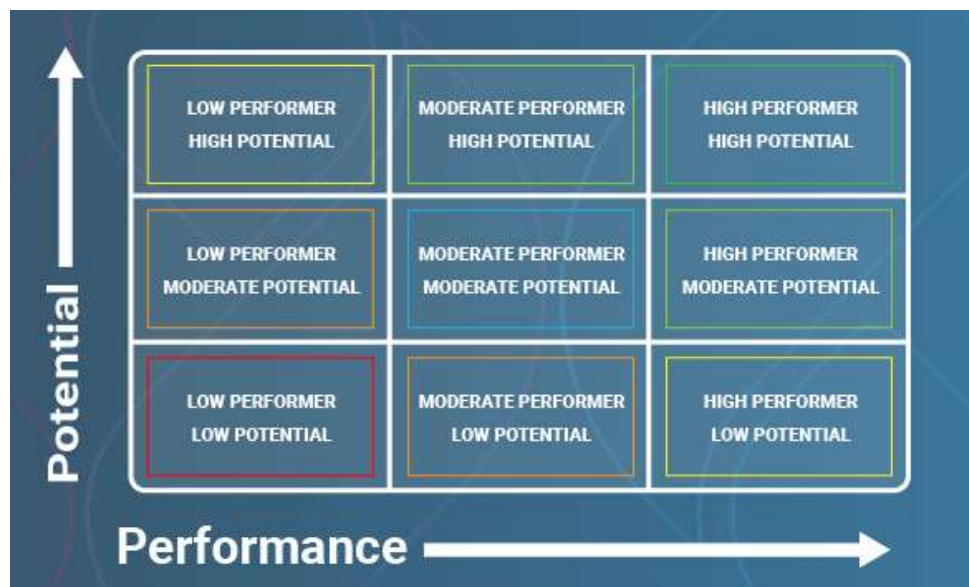 Potential
LOW PERFORMER
HIGH POTENTIAL
MODERATE PERFORMER
HIGH POTENTIAL
HIGH PERFORMER
HIGH POTENTIAL
LOW PERFORMER
MODERATE POTENTIAL
MODERATE PERFORMER
MODERATE POTENTIAL
HIGH PERFORMER
MODERATE POTENTIAL
LOW PERFORMER
LOW POTENTIAL
MODERATE PERFORMER
LOW POTENTIAL
HIGH PERFORMER
LOW POTENTIAL
Performance